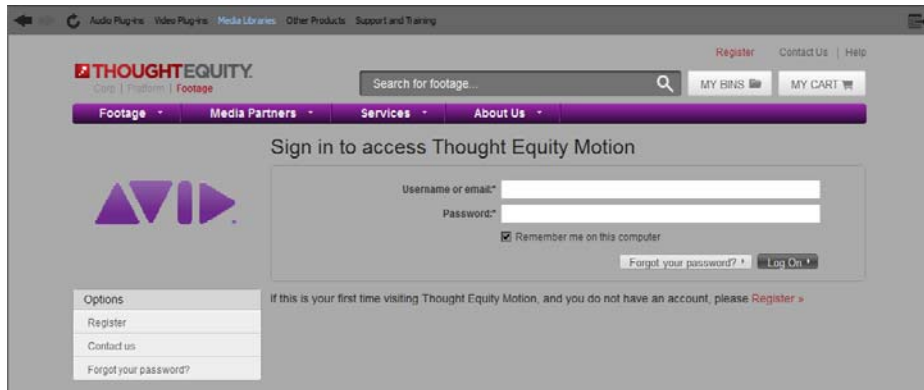 Audio Plug-ins Video Plug-ins Media Libraries Other Products Support and Training
Register Contact Us | Help
THOUGHTEQUITY.
Corp | Platform | Footage
Search for footage...
MY BINS
MY CART
Footage Media Partners Services About Us
Sign in to access Thought Equity Motion
AVID
Username or email:*
Password:*
Remember me on this computer
Forgot your password? Log On
Options
Register
Contact us
Forgot your password?
If this is your first time visiting Thought Equity Motion, and you do not have an account, please Register »